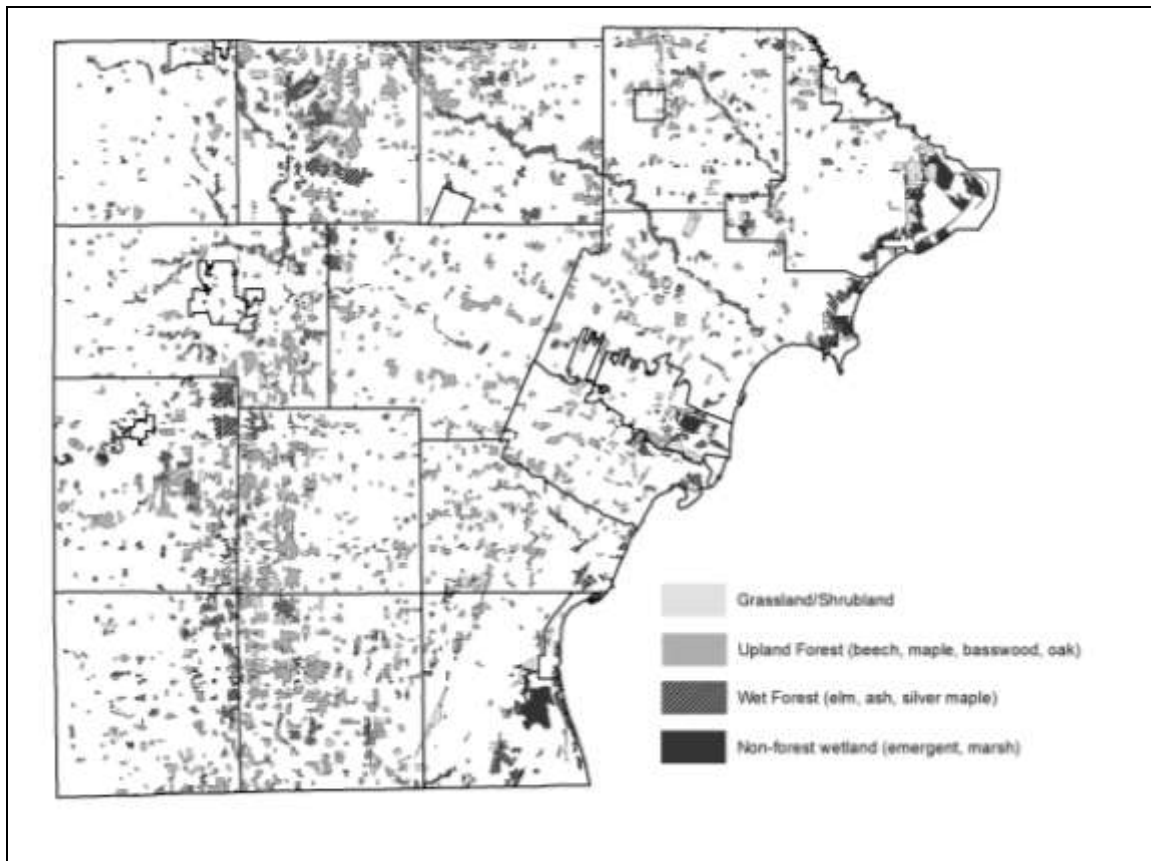 Grassland/Shrubland
Upland Forest (beech, maple, basswood, oak)
Wet Forest (elm, ash, silver maple)
Non-forest wetland (emergent, marsh)